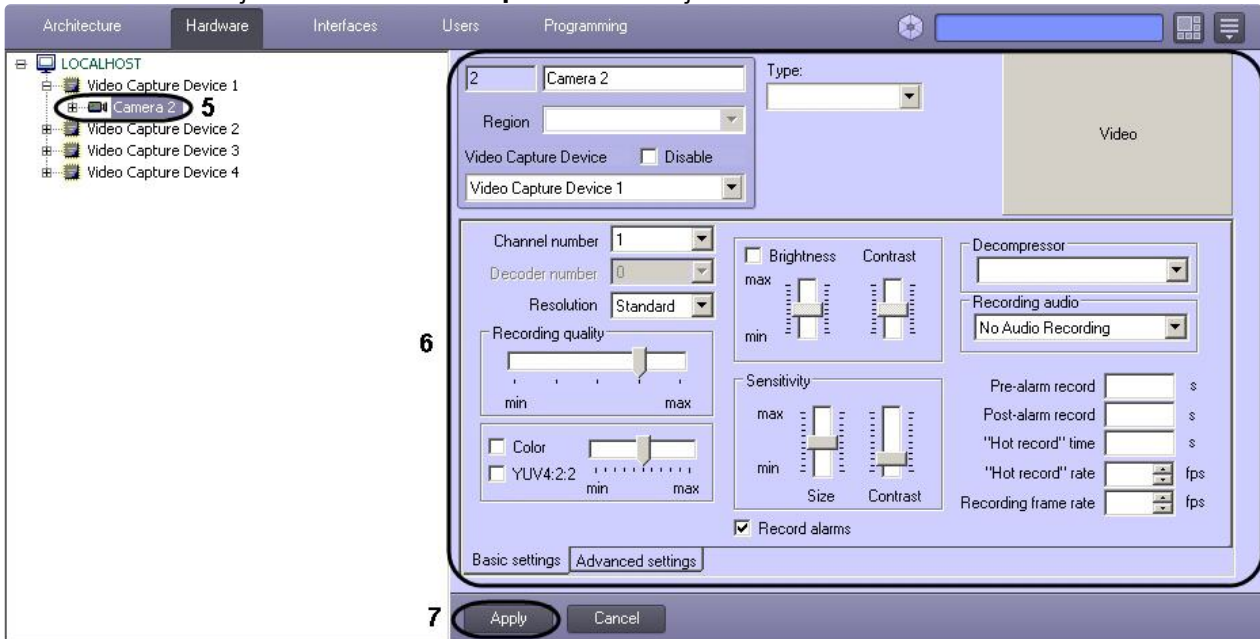 Architecture Hardware Interfaces Users Programming
LOCALHOST
Video Capture Device 1
Camera 2 5
Video Capture Device 2
Video Capture Device 3
Video Capture Device 4
2 Camera 2
Type:
Region
Video Capture Device Disable
Video Capture Device 1
Video
6
Channel number 1
Decoder number 0
Resolution Standard
Recording quality
min max
Color
YUV4:2:2
min max
Brightness Contrast
max
min
Sensitivity
max
min
Size Contrast
Record alarms
Decompressor
Recording audio
No Audio Recording
Pre-alarm record s
Post-alarm record s
"Hot record" time s
"Hot record" rate fps
Recording frame rate fps
Basic settings Advanced settings
7 Apply Cancel